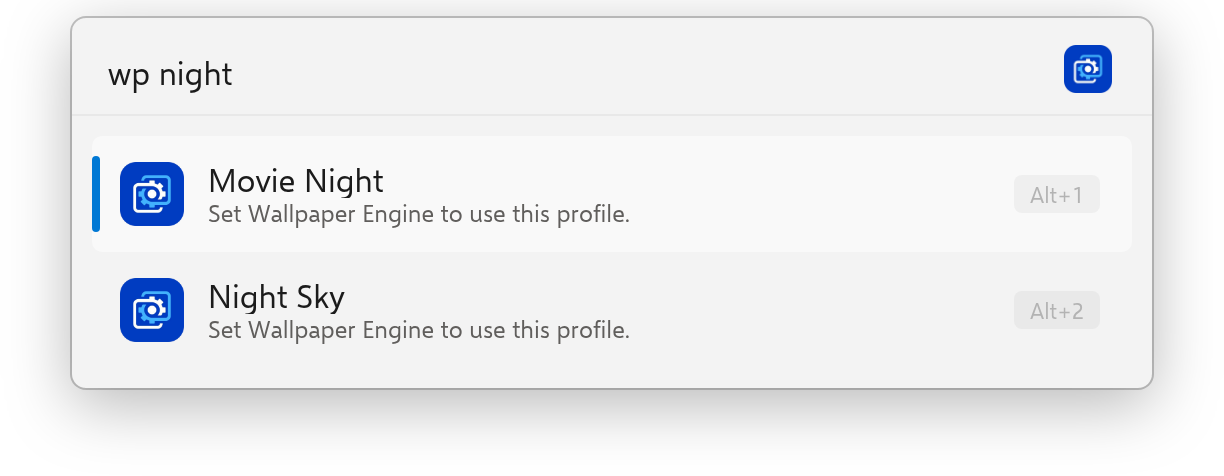 wp night
Movie Night
Set Wallpaper Engine to use this profile.
Alt+1
Night Sky
Set Wallpaper Engine to use this profile.
Alt+2